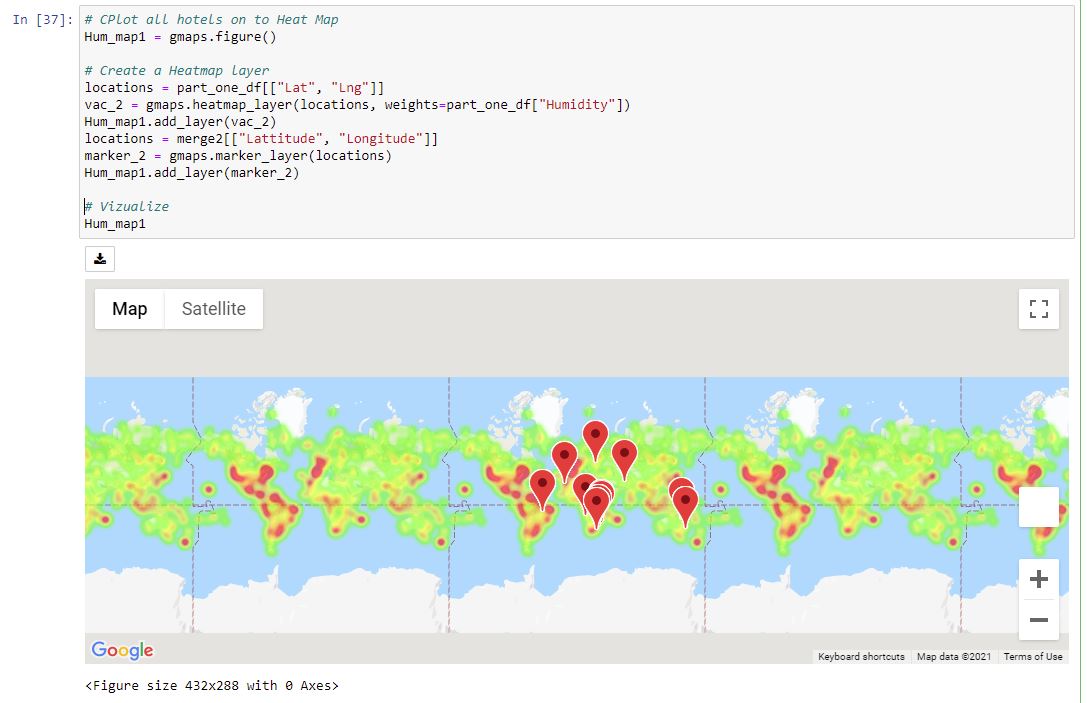 In [37]:
# CPlot all hotels on to Heat Map
Hum_map1 = gmaps.figure()
# Create a Heatmap layer
locations = part_one_df[["Lat", "Lng"]]
vac_2 = gmaps.heatmap_layer(locations, weights=part_one_df["Humidity"])
Hum_map1.add_layer(vac_2)
locations = merge2[["Lattitude", "Longitude"]]
marker_2 = gmaps.marker_layer(locations)
Hum_map1.add_layer(marker_2)
# Vizualize
Hum_map1
Map Satellite
Google
Keyboard shortcuts Map data ©2021 Terms of Use
<Figure size 432x288 with 0 Axes>